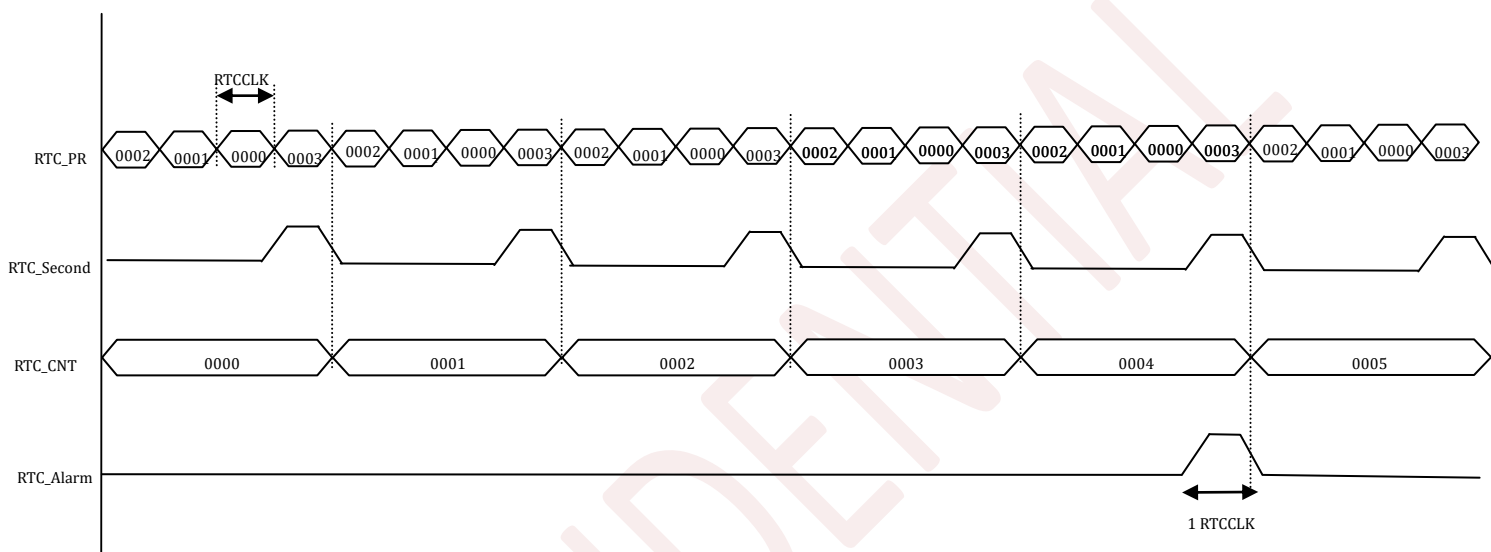 RTCCLK
RTC_PR 0002 0001 0000 0003 0002 0001 0000 0003 0002 0001 0000 0003 0002 0001 0000 0003 0002 0001 0000 0003 0002 0001 0000 0003
RTC_Second
RTC_CNT 0000 0001 0002 0003 0004 0005
RTC_Alarm
1 RTCCLK
IDENTIAL